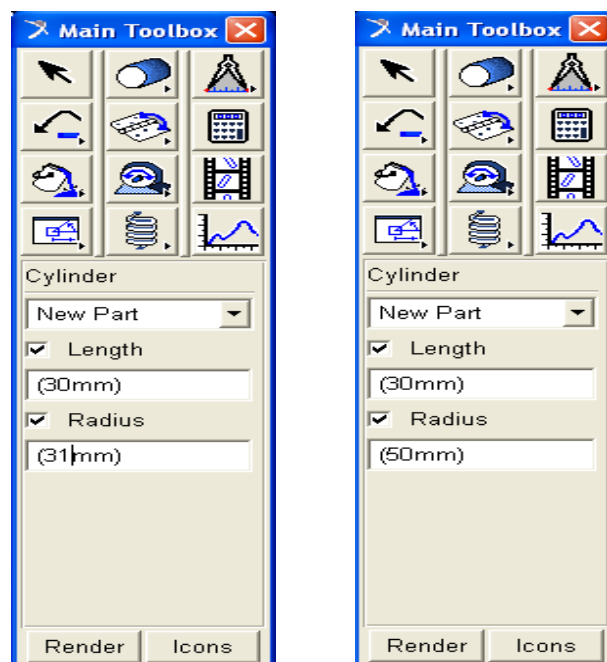 Main Toolbox
Cylinder
New Part
Length
(30mm)
Radius
(31mm)
Render Icons
Main Toolbox
Cylinder
New Part
Length
(30mm)
Radius
(50mm)
Render Icons